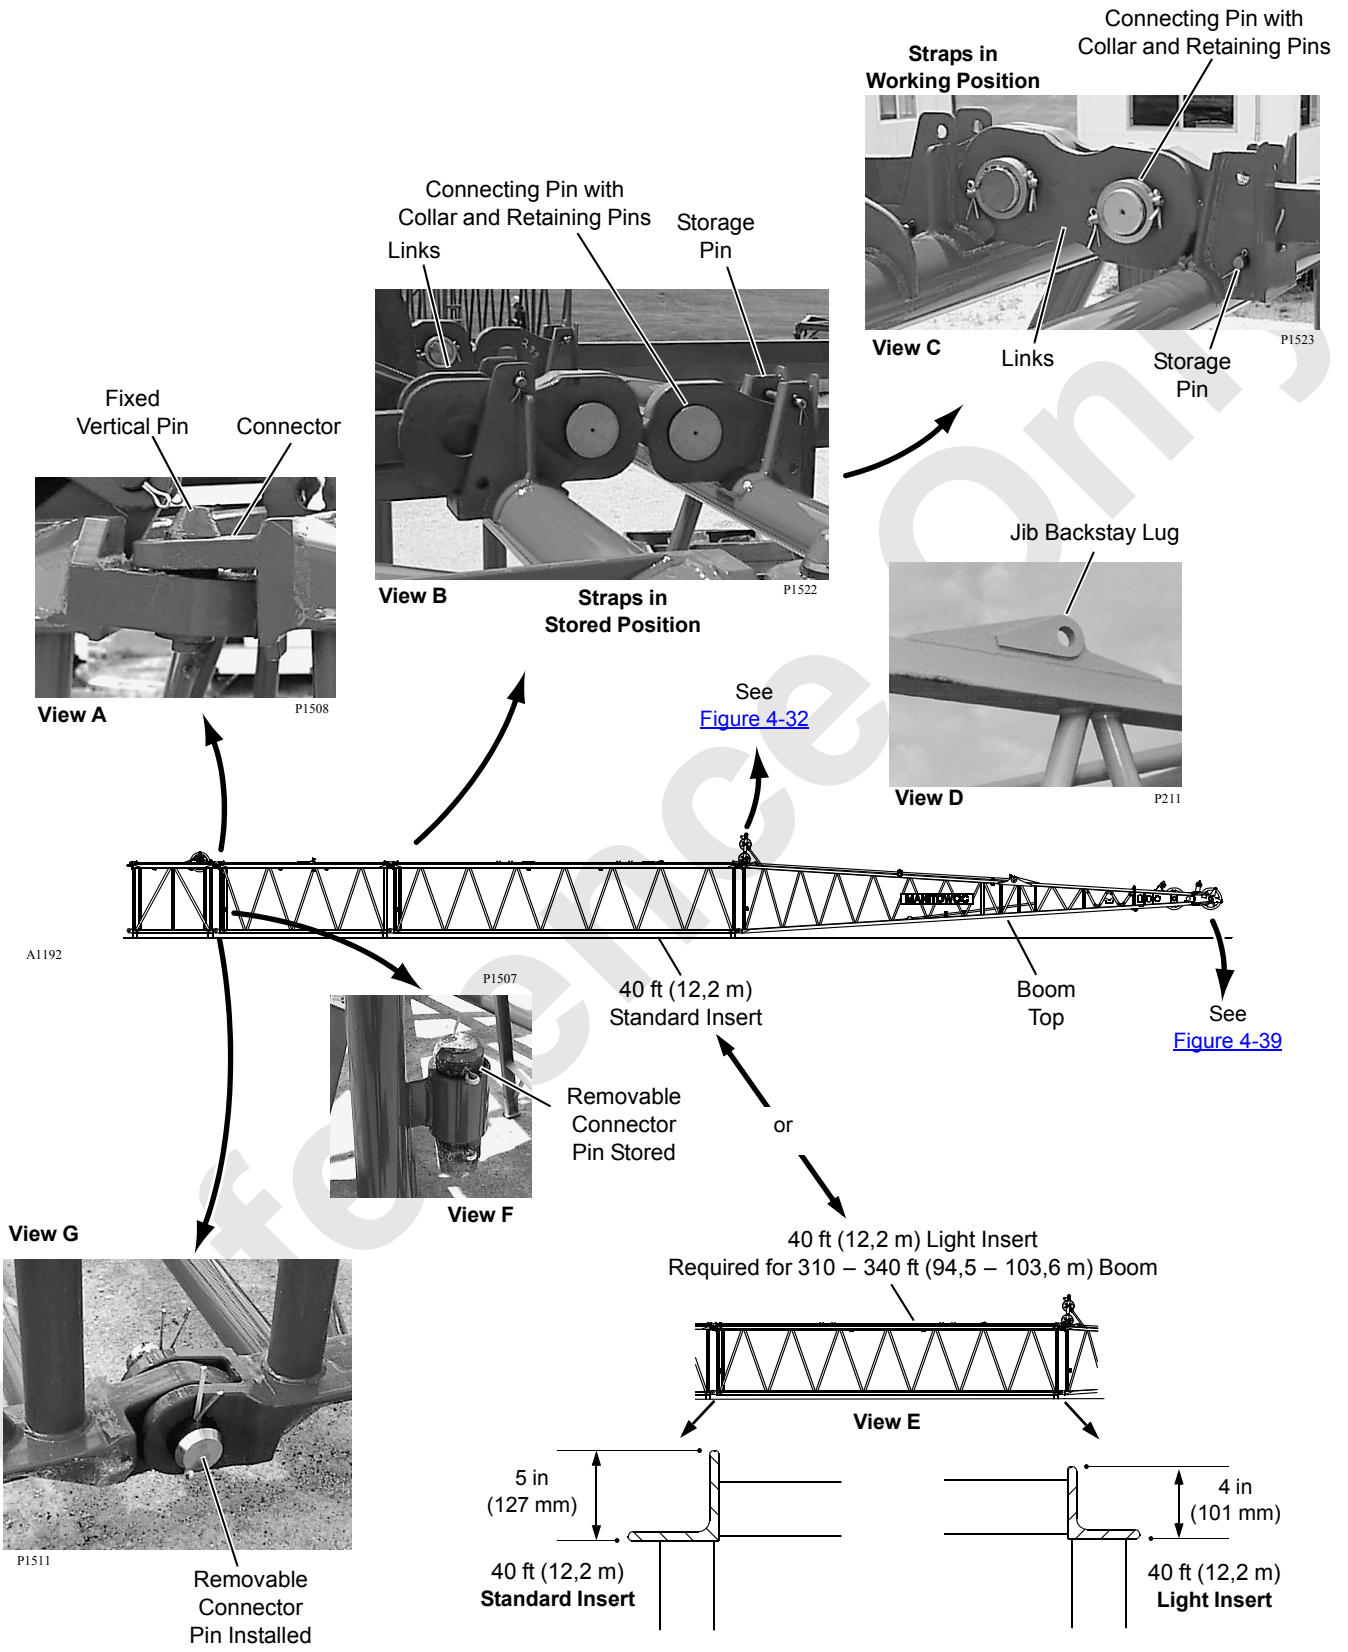 Connecting Pin with
Collar and Retaining Pins
Straps in
Working Position
View C
P1523
Links
Storage
Pin
Connecting Pin with
Collar and Retaining Pins
Links
Storage
Pin
View B
P1522
Straps in
Stored Position
Fixed
Vertical Pin
Connector
View A
P1508
Jib Backstay Lug
View D
P211
See
Figure 4-32
MANITOWOC
A1192
P1507
40 ft (12,2 m)
Standard Insert
Boom
Top
See
Figure 4-39
Removable
Connector
Pin Stored
View F
or
View G
40 ft (12,2 m) Light Insert
Required for 310 – 340 ft (94,5 – 103,6 m) Boom
View E
5 in
(127 mm)
4 in
(101 mm)
40 ft (12,2 m)
Standard Insert
40 ft (12,2 m)
Light Insert
P1511
Removable
Connector
Pin Installed
ference Only